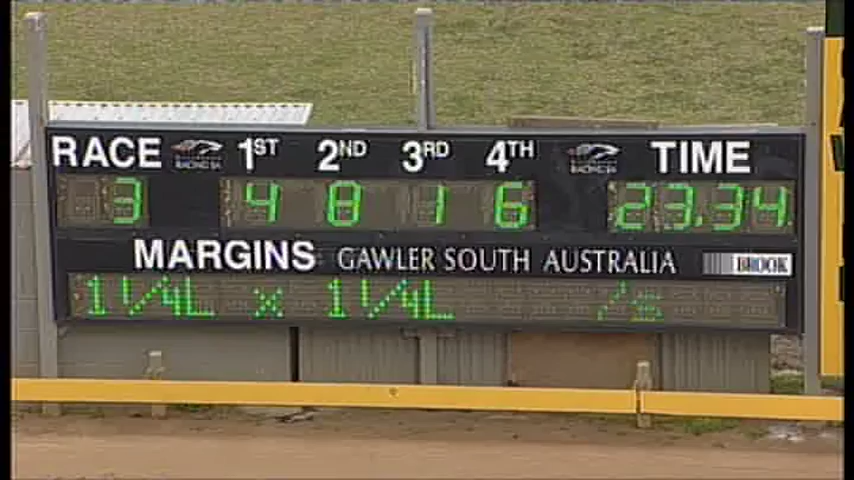 RACE 1ST 2ND 3RD 4TH TIME
3 4 8 1 6 23.34
MARGINS GAWLER SOUTH AUSTRALIA BROOK
1 1/4L x 1 1/4L